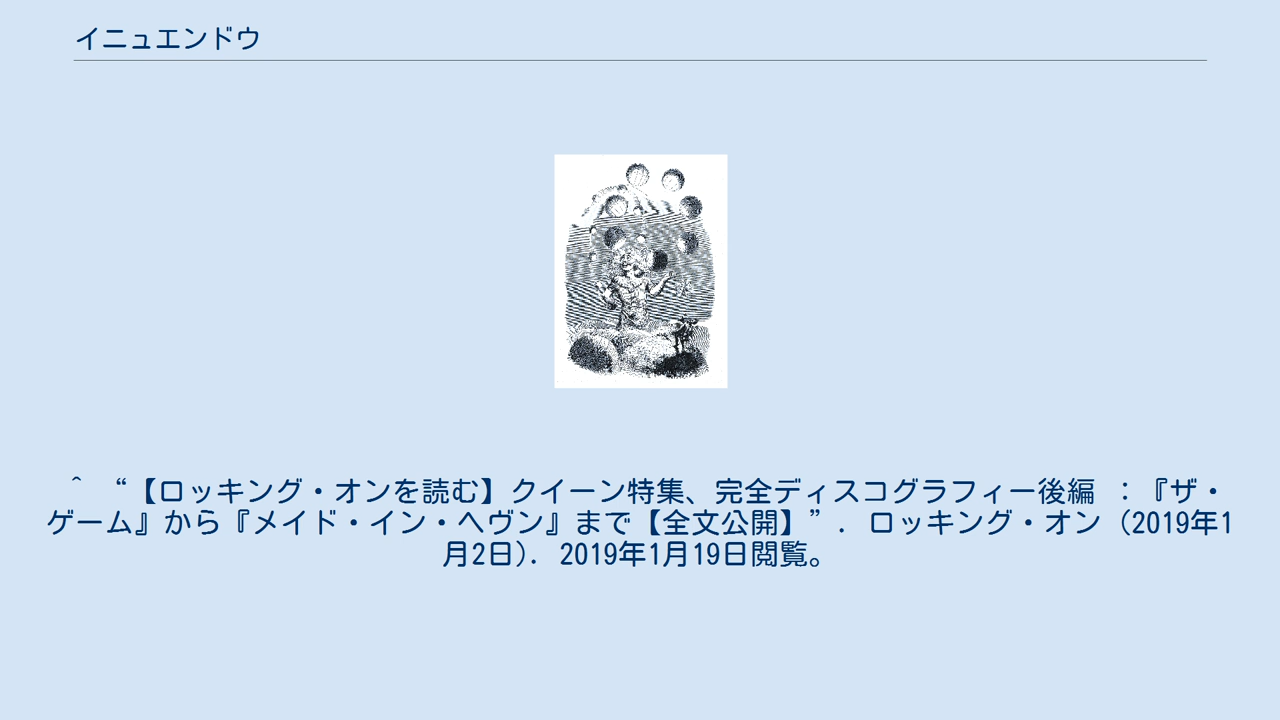 イニュエンドウ
^ “【ロッキング・オンを読む】クイーン特集、完全ディスコグラフィー後編 ：『ザ・
ゲーム』から『メイド・イン・ヘヴン』まで【全文公開】”. ロッキング・オン (2019年1
月2日). 2019年1月19日閲覧。